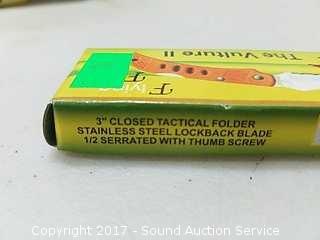 The Vulture II
3" CLOSED TACTICAL FOLDER
STAINLESS STEEL LOCKBACK BLADE
1/2 SERRATED WITH THUMB SCREW
Copyright 2017 - Sound Auction Service